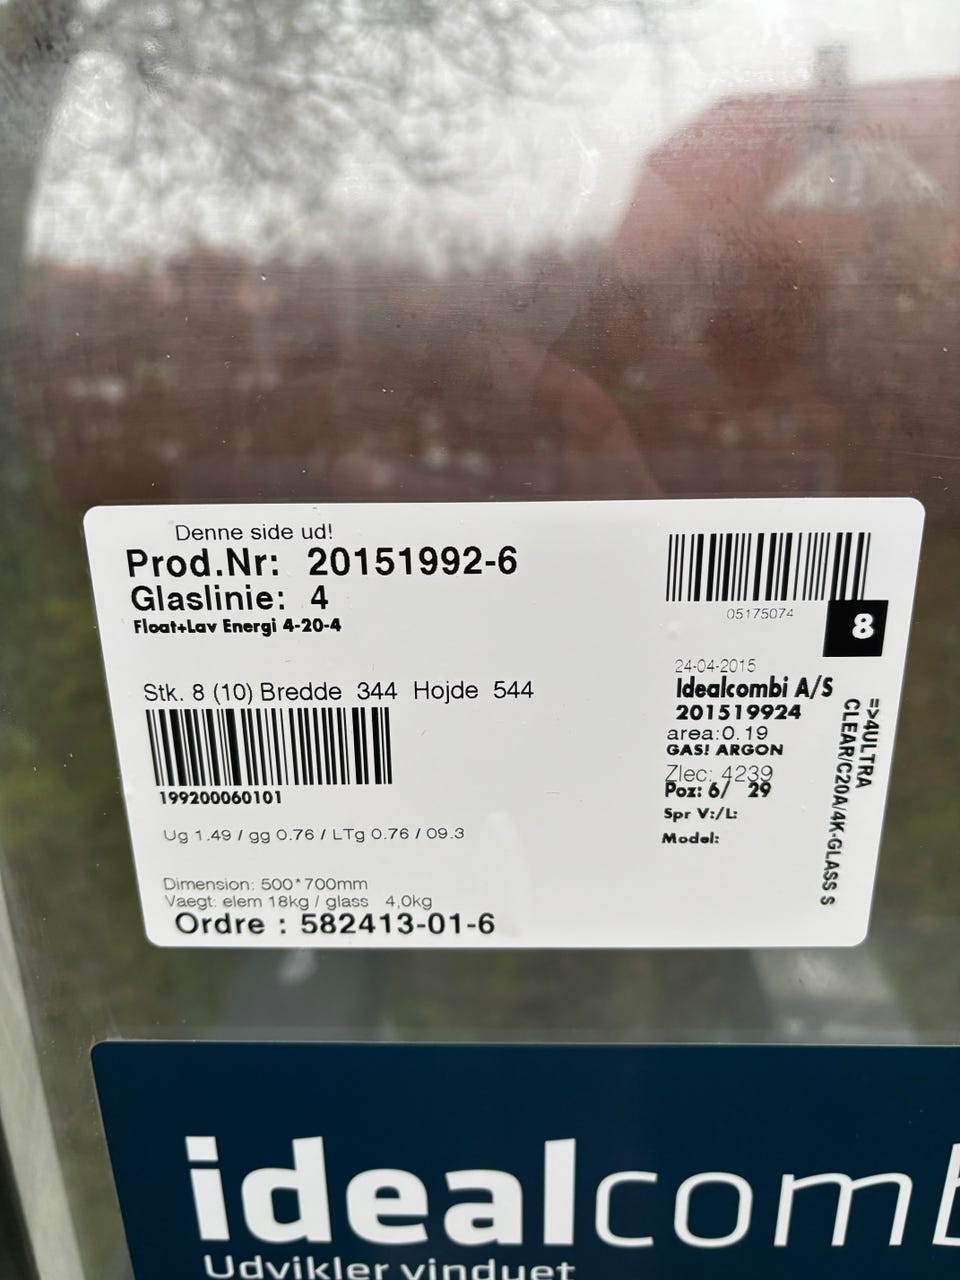 Denne side ud!
Prod.Nr: 20151992-6
Glaslinie: 4
Float+Lav Energi 4-20-4
Stk. 8 (10) Bredde 344 Hojde 544
199200060101
Ug 1.49 / gg 0.76 / LTg 0.76 / 09.3
Dimension: 500*700mm
Vaegt: elem 18kg / glass 4,0kg
Ordre : 582413-01-6
05175074
8
24-04-2015
Idealcombi A/S
201519924
area:0.19
GAS! ARGON
Zlec: 4239
Poz: 6/ 29
Spr V:/L:
Model:
=>4ULTRA
CLEAR/C20A/4K-GLASS S
idealcomb
Udvikler vinduet